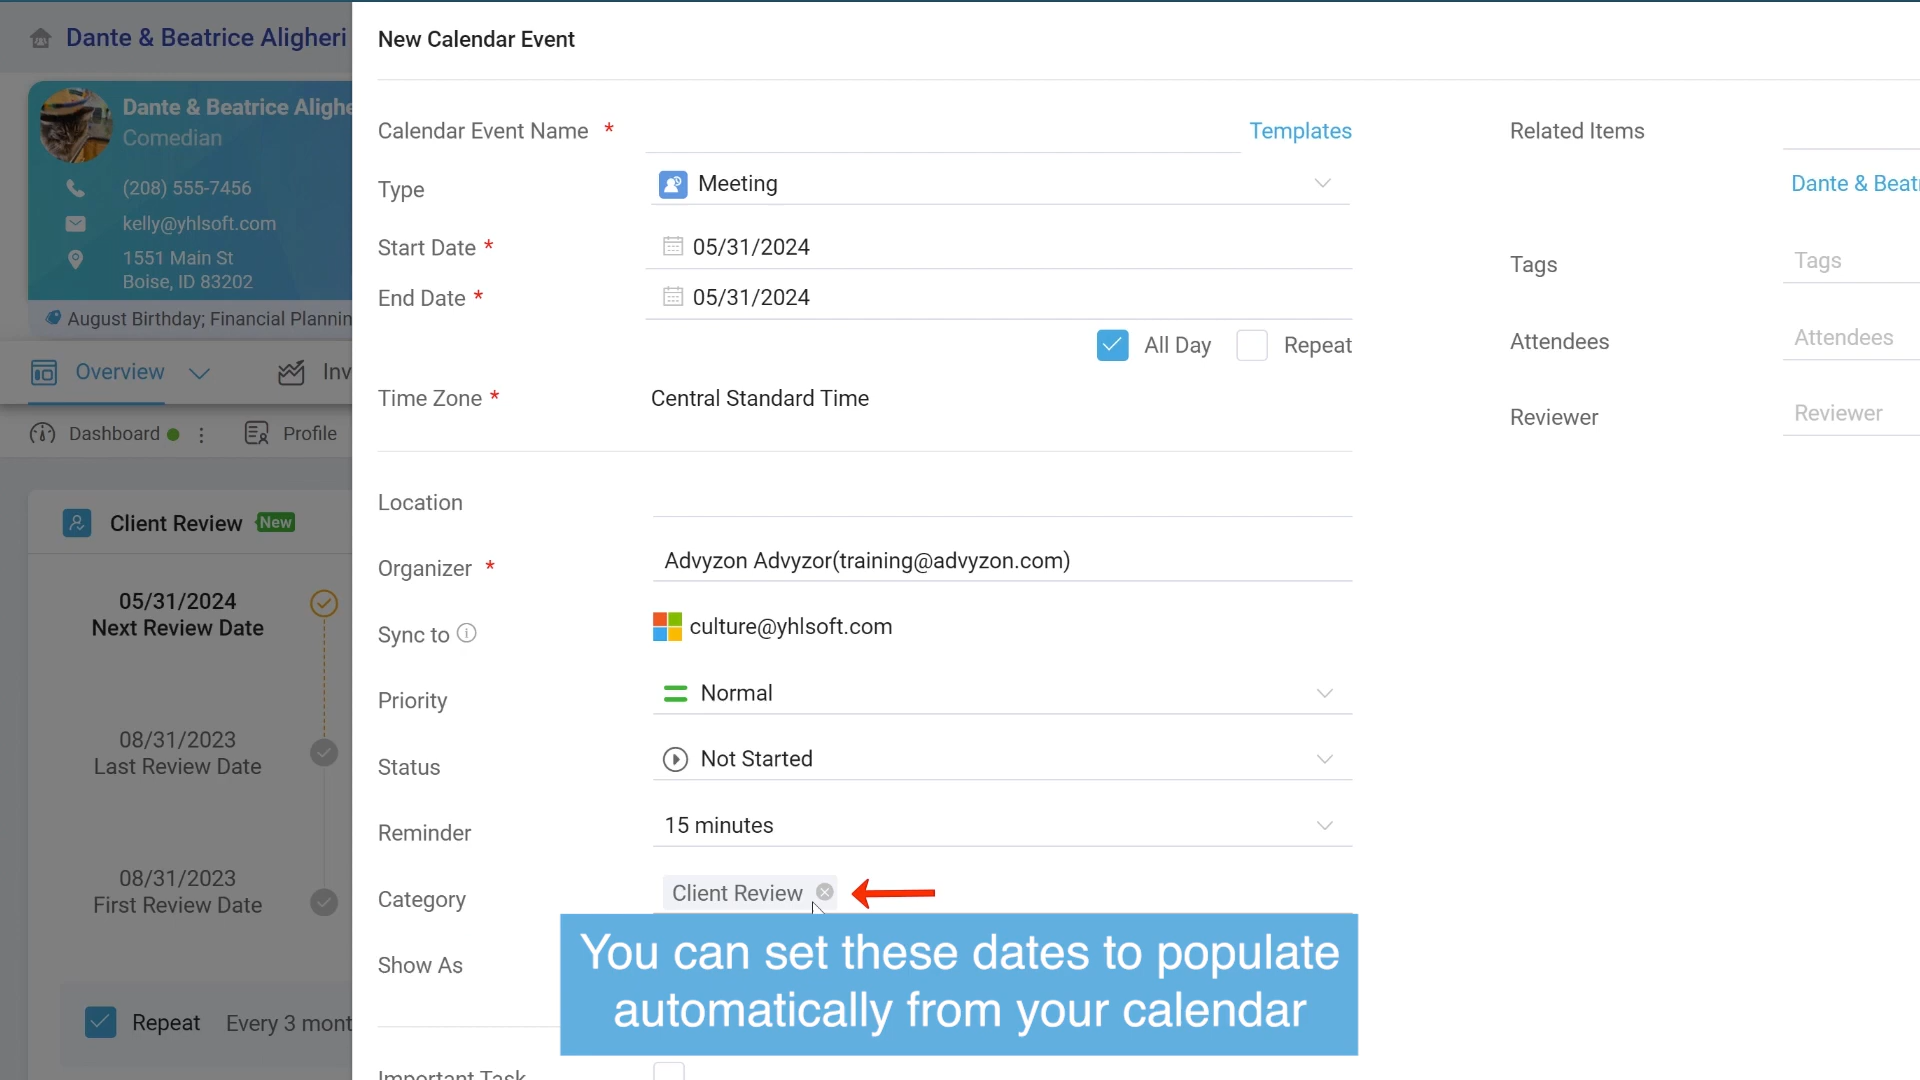 Dante & Beatrice Aligheri
Dante & Beatrice Alighe
Comedian
(208) 555-7456
kelly@yhlsoft.com
1551 Main St
Boise, ID 83202
August Birthday; Financial Plannin
Overview
Inv
Dashboard
Profile
Client Review New
05/31/2024
Next Review Date
08/31/2023
Last Review Date
08/31/2023
First Review Date
Repeat Every 3 mont
New Calendar Event
Calendar Event Name * Templates
Type Meeting
Start Date * 05/31/2024
End Date * 05/31/2024
All Day Repeat
Time Zone * Central Standard Time
Location
Organizer * Advyzon Advyzor(training@advyzon.com)
Sync to culture@yhlsoft.com
Priority Normal
Status Not Started
Reminder 15 minutes
Category Client Review
Show As
Important Task
You can set these dates to populate
automatically from your calendar
Related Items
Dante & Beat
Tags Tags
Attendees Attendees
Reviewer Reviewer